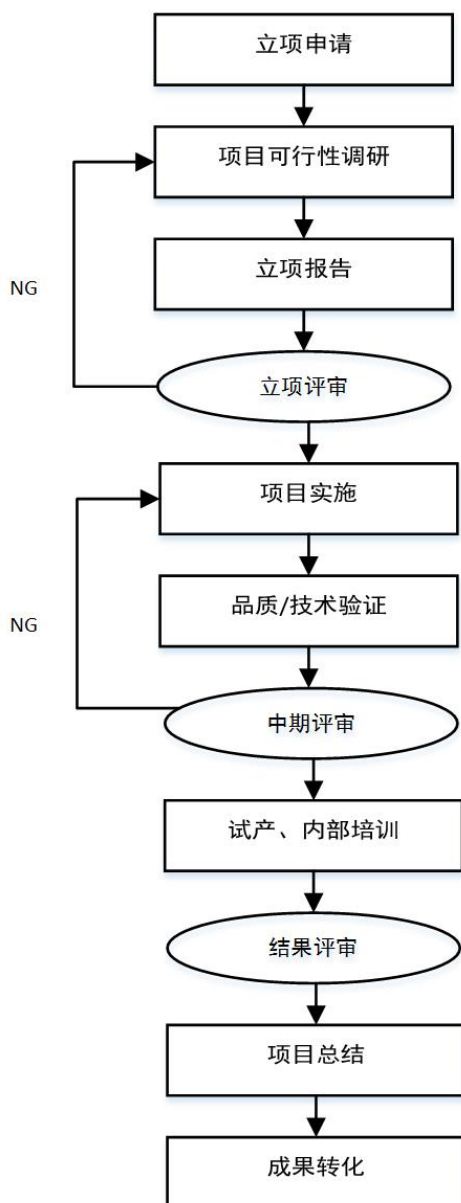 立项申请
项目可行性调研
立项报告
NG
立项评审
项目实施
品质/技术验证
NG
中期评审
试产、内部培训
结果评审
项目总结
成果转化